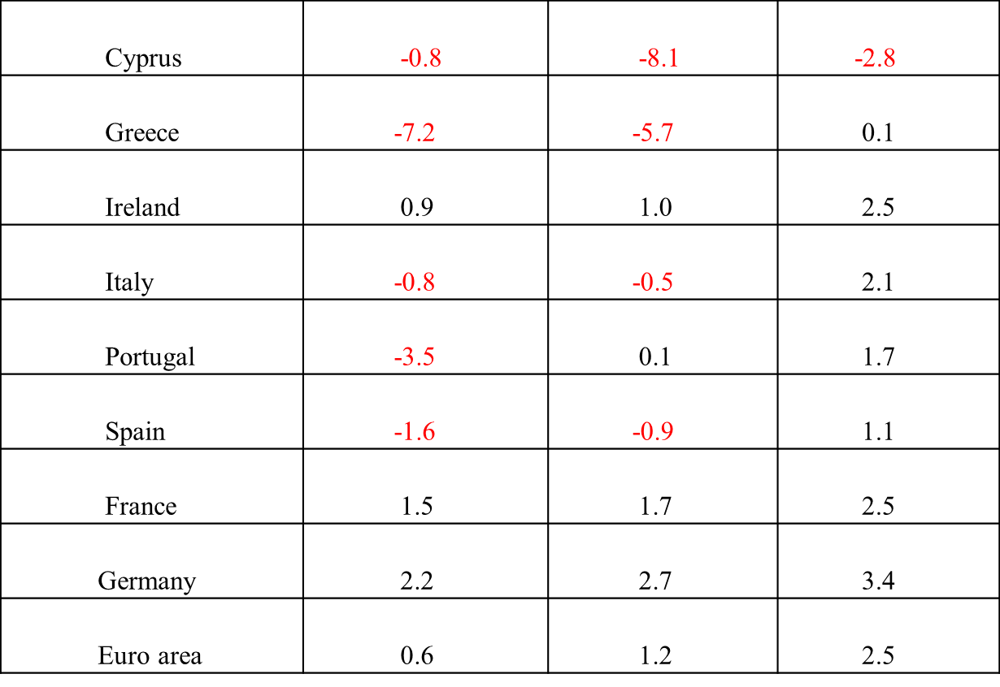 Cyprus -0.8 -8.1 -2.8
Greece -7.2 -5.7 0.1
Ireland 0.9 1.0 2.5
Italy -0.8 -0.5 2.1
Portugal -3.5 0.1 1.7
Spain -1.6 -0.9 1.1
France 1.5 1.7 2.5
Germany 2.2 2.7 3.4
Euro area 0.6 1.2 2.5